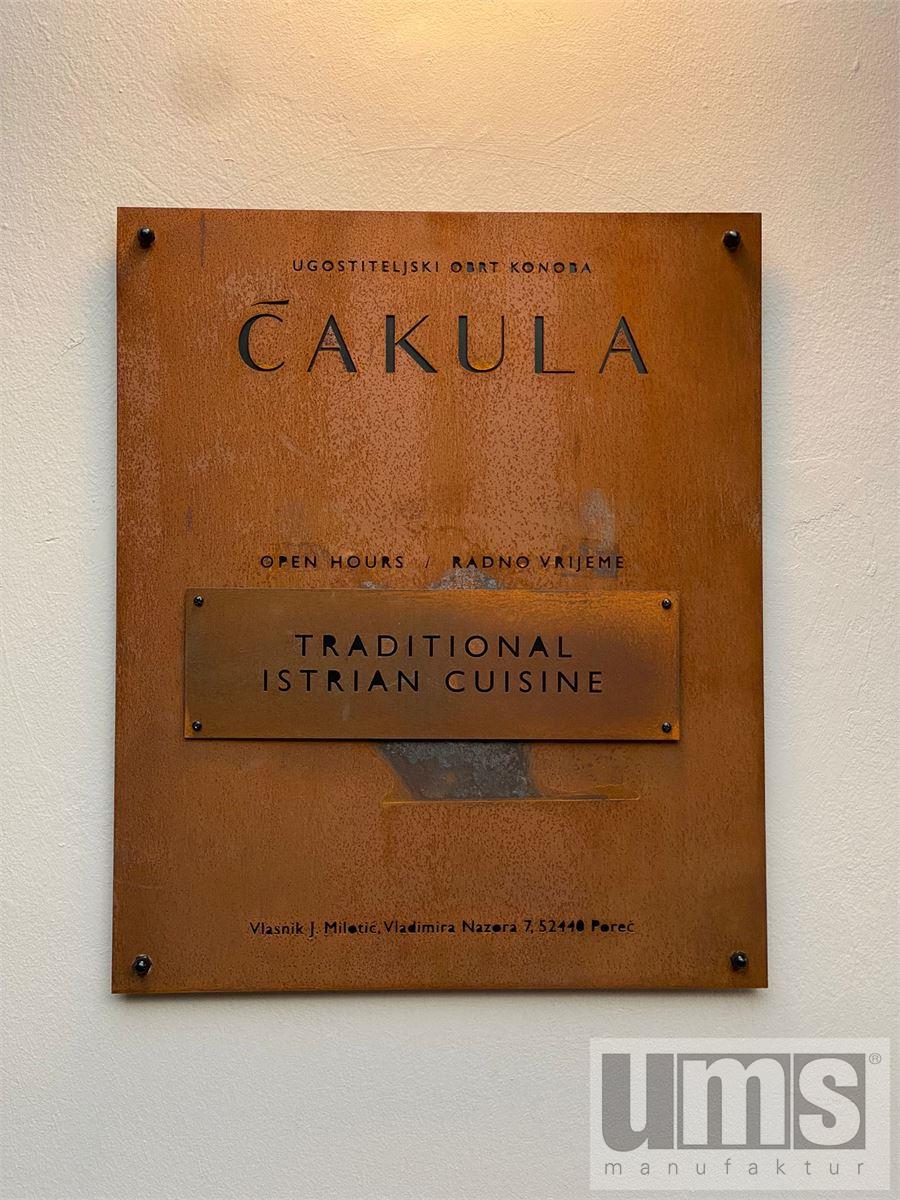 UGOSTITELJSKI OBRT KONOBA
ČAKULA
OPEN HOURS / RADNO VRIJEME
TRADITIONAL
ISTRIAN CUISINE
Vlasnik J. Milotić, Vladimira Nazora 7, 52440 Poreč
ums®
manufaktur